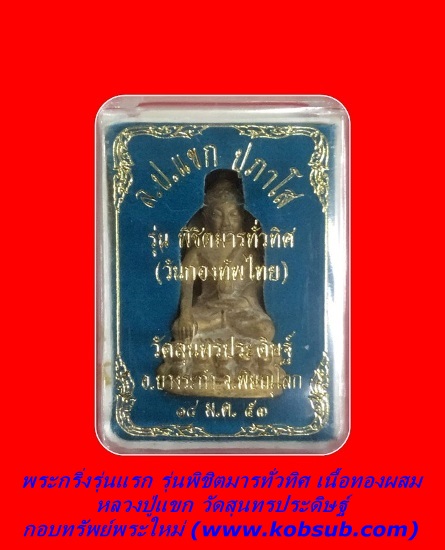 ล.ป.แขก ปภาโส
รุ่น พิชิตมารทั่วทิศ
(วันกองทัพไทย)
วัดสุนทรประดิษฐ์
อ.บางระกำ จ.พิษณุโลก
๑๘ ม.ค. ๕๓
พระกริ่งรุ่นแรก รุ่นพิชิตมารทั่วทิศ เนื้อทองผสม
หลวงปู่แขก วัดสุนทรประดิษฐ์
กอบทรัพย์พระใหม่ (www.kobsub.com)